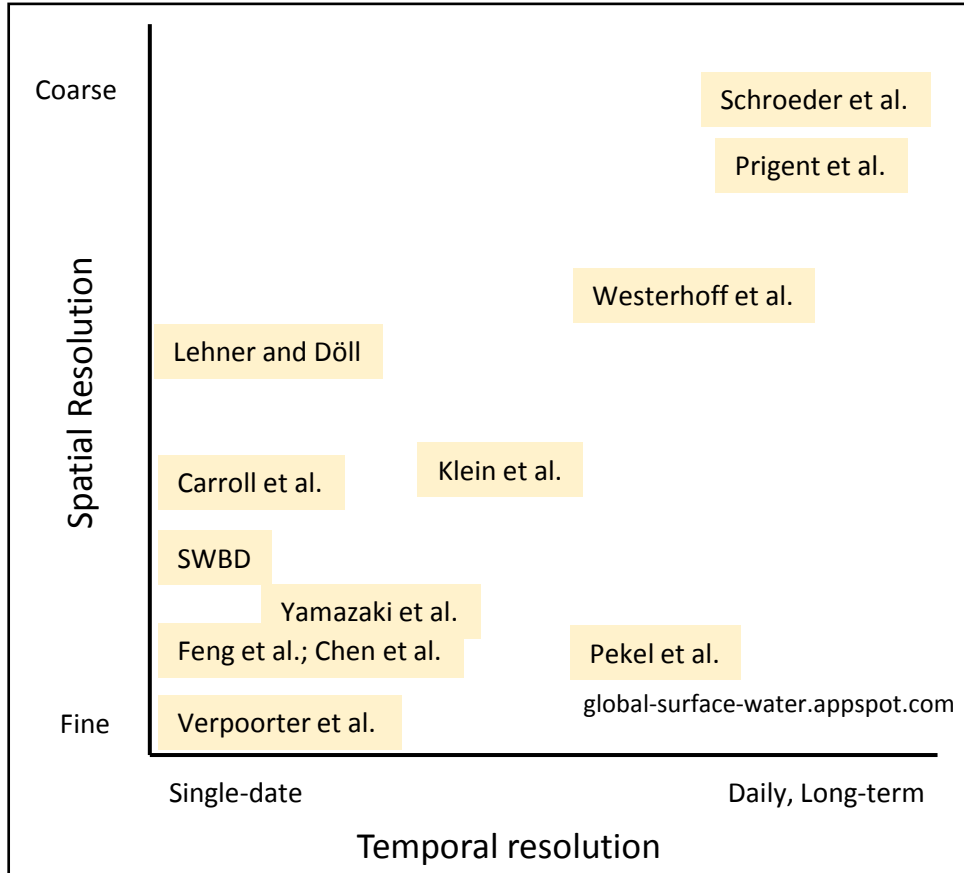 Coarse
Schroeder et al.
Prigent et al.
Westerhoff et al.
Lehner and Döll
Spatial Resolution
Klein et al.
Carroll et al.
SWBD
Yamazaki et al.
Feng et al.; Chen et al.
Pekel et al.
global-surface-water.appspot.com
Fine
Verpoorter et al.
Single-date
Daily, Long-term
Temporal resolution